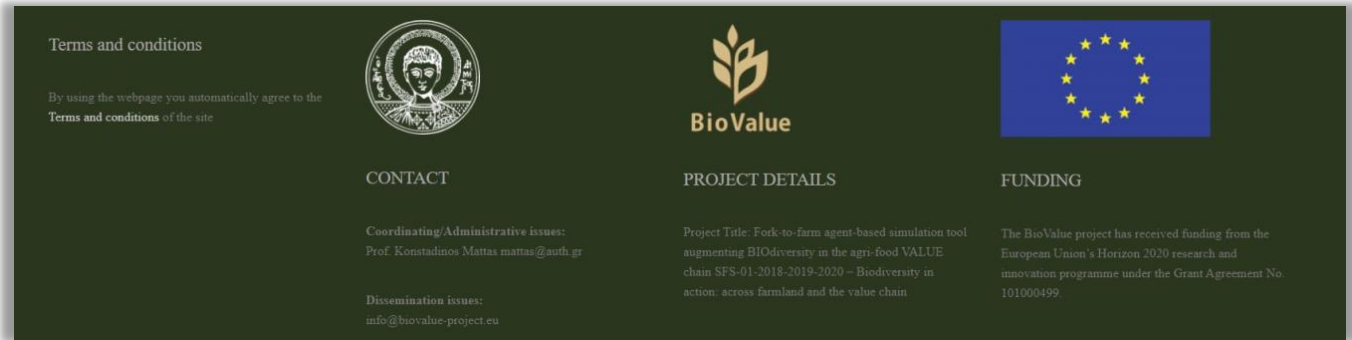 Terms and conditions
By using the webpage you automatically agree to the
Terms and conditions of the site
CONTACT
Coordinating/Administrative issues:
Prof. Konstadinos Mattas mattas@auth.gr
Dissemination issues:
info@biovalue-project.eu
BioValue
PROJECT DETAILS
Project Title: Fork-to-farm agent-based simulation tool
augmenting BIOdiversity in the agri-food VALUE
chain SFS-01-2018-2019-2020 – Biodiversity in
action: across farmland and the value chain
FUNDING
The BioValue project has received funding from the
European Union's Horizon 2020 research and
innovation programme under the Grant Agreement No.
101000499.